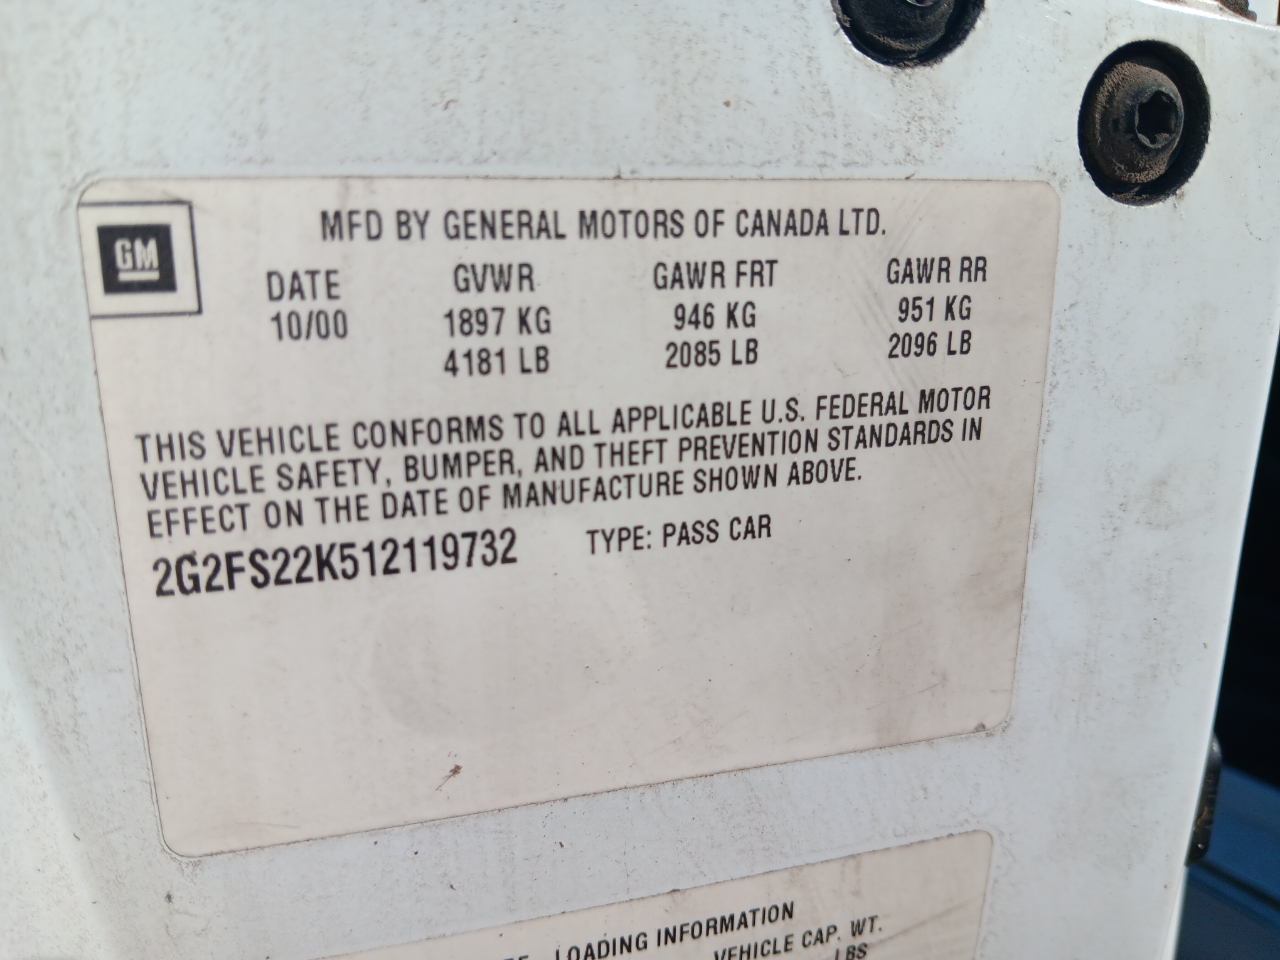 GM
MFD BY GENERAL MOTORS OF CANADA LTD.
DATE GVWR GAWR FRT GAWR RR
10/00 1897 KG 946 KG 951 KG
4181 LB 2085 LB 2096 LB
THIS VEHICLE CONFORMS TO ALL APPLICABLE U.S. FEDERAL MOTOR
VEHICLE SAFETY, BUMPER, AND THEFT PREVENTION STANDARDS IN
EFFECT ON THE DATE OF MANUFACTURE SHOWN ABOVE.
2G2FS22K512119732 TYPE: PASS CAR
LOADING INFORMATION
VEHICLE CAP. WT.
LBS